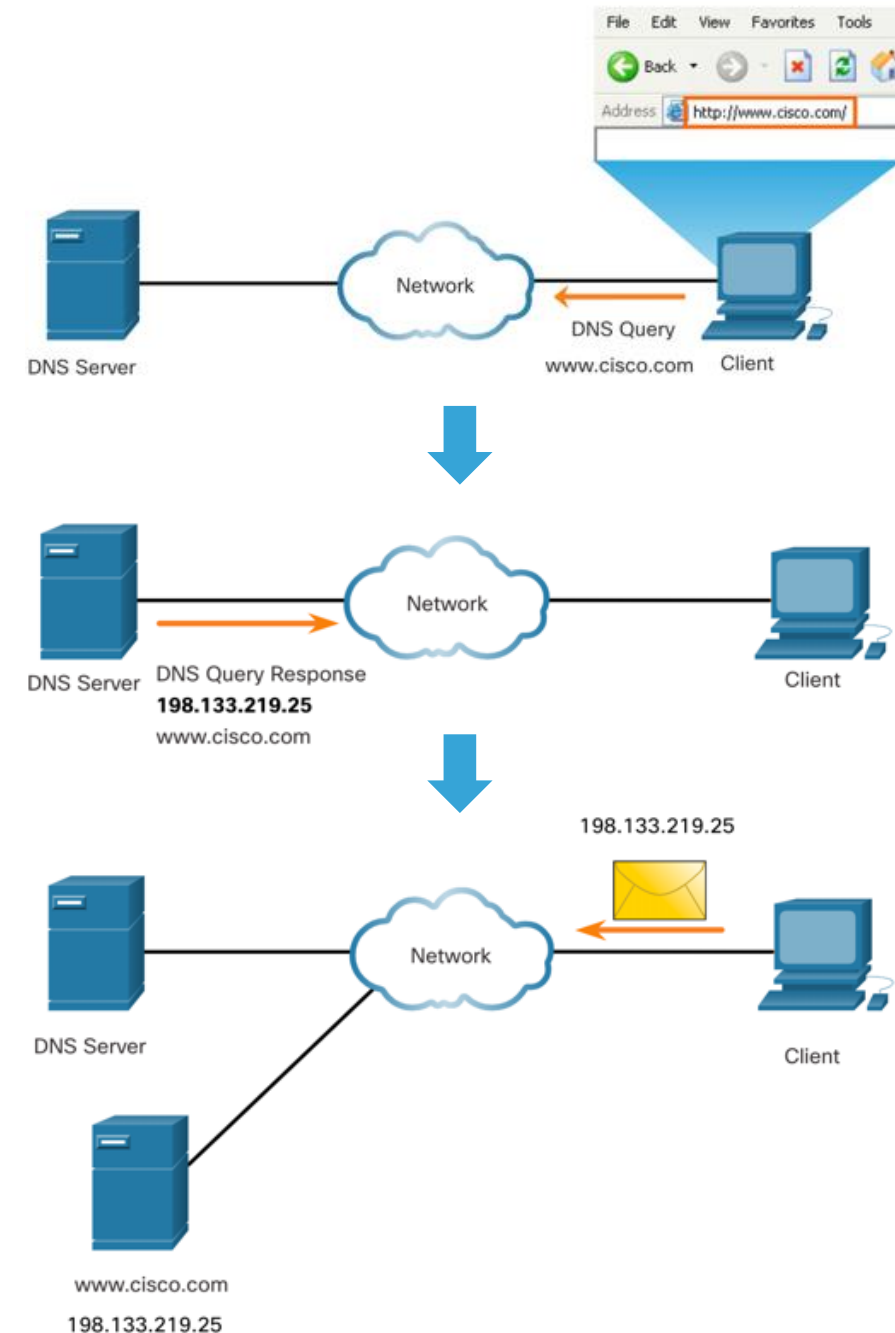 File Edit View Favorites Tools
Back
Address http://www.cisco.com/
Network
DNS Query
www.cisco.com
Client
DNS Server
Network
DNS Server
DNS Query Response
198.133.219.25
www.cisco.com
Client
198.133.219.25
Network
DNS Server
Client
www.cisco.com
198.133.219.25